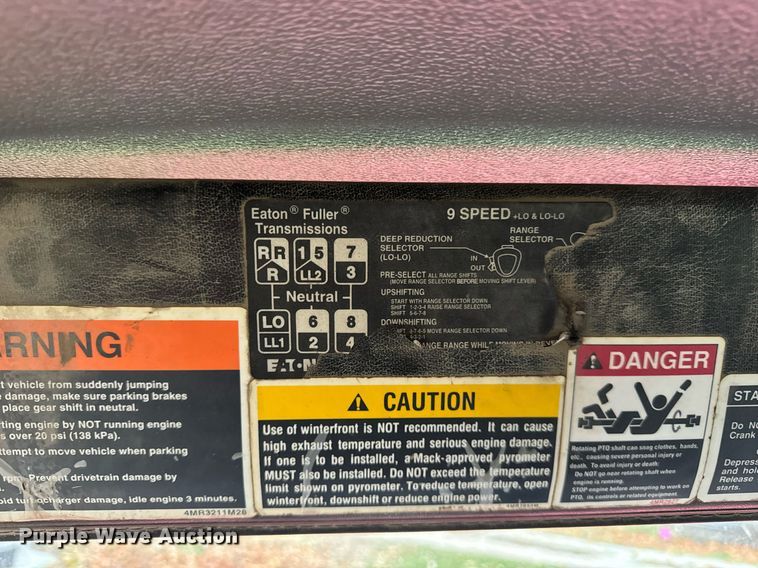 Eaton® Fuller®
Transmissions
9 SPEED +LO & LO-LO
DEEP REDUCTION
SELECTOR
(LO-LO)
RANGE
SELECTOR
IN
OUT
PRE-SELECT ALL RANGE SHIFTS
(MOVE RANGE SELECTOR BEFORE MOVING SHIFT LEVER)
UPSHIFTING
START WITH RANGE SELECTOR DOWN
SHIFT 1-2-3-4 RAISE RANGE SELECTOR
SHIFT 5-6-7-8
DOWNSHIFTING
MOVE RANGE SELECTOR DOWN
RANGE WHILE MOVING IN
R R 1 5 7
R LL2 3
Neutral
LO 6 8
LL1 2 4
ARNING
t vehicle from suddenly jumping
e damage, make sure parking brakes
place gear shift in neutral.
rting engine by NOT running engine
s over 20 psi (138 kPa).
ttempt to move vehicle when parking
rpm. Prevent drivetrain damage by
oid turbocharger damage, idle engine 3 minutes.
4MR3211M28
CAUTION
Use of winterfront is NOT recommended. It can cause
high exhaust temperature and serious engine damage.
If one is to be installed, a Mack-approved pyrometer
MUST also be installed. Do NOT exceed the temperature
limit shown on pyrometer. To reduce temperature, open
winterfront, downshift or reduce engine power.
DANGER
Rotating PTO shaft can snag clothes, hands,
etc., causing severe personal injury or
death. To avoid injury or death.
Do NOT go near rotating shaft when
engine is running.
STOP engine before attempting to work on
PTO, its controls or related equipment.
STA
Do No
Crank
Depress
and ho
Release
starts.
Purple Wave Auction